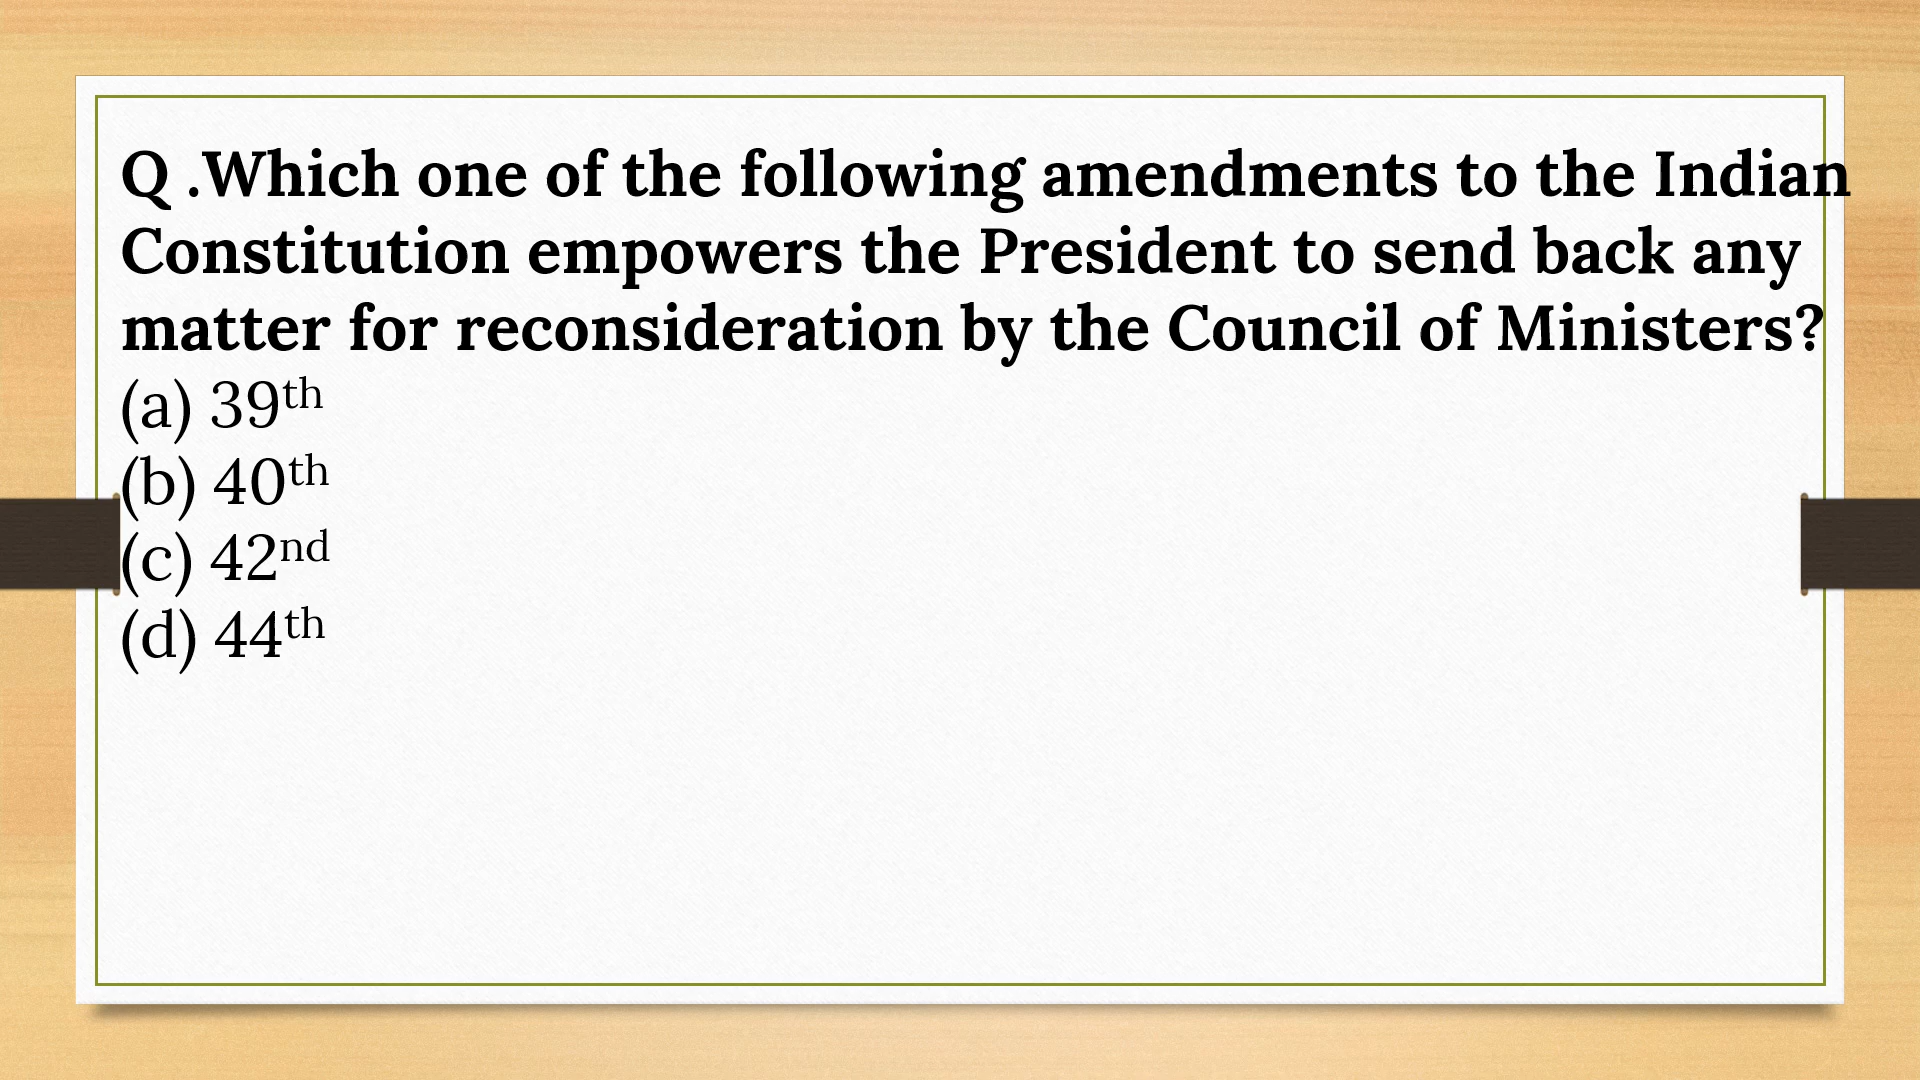 Q .Which one of the following amendments to the Indian
Constitution empowers the President to send back any
matter for reconsideration by the Council of Ministers?
(a) 39th
(b) 40th
(c) 42nd
(d) 44th